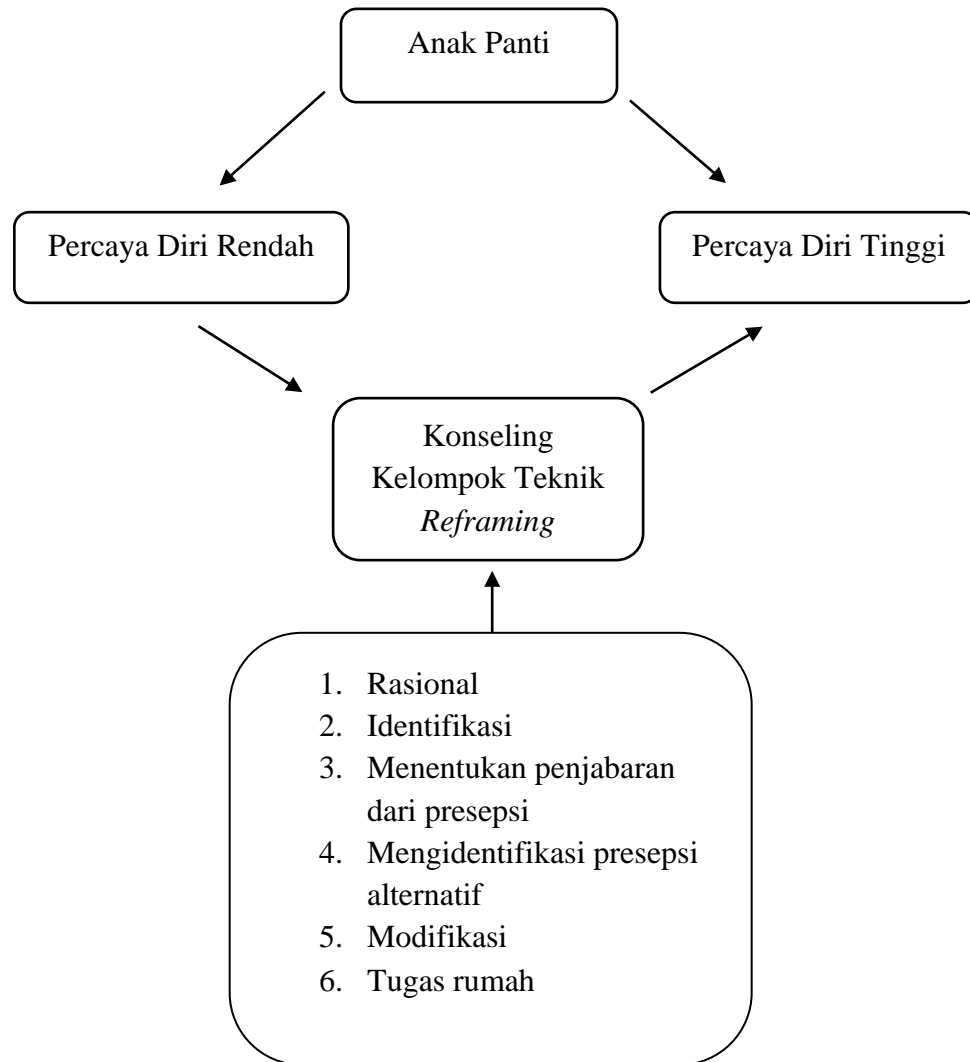 Anak Panti
Percaya Diri Rendah
Percaya Diri Tinggi
Konseling
Kelompok Teknik
Reframing
1. Rasional
2. Identifikasi
3. Menentukan penjabaran
dari presepsi
4. Mengidentifikasi presepsi
alternatif
5. Modifikasi
6. Tugas rumah